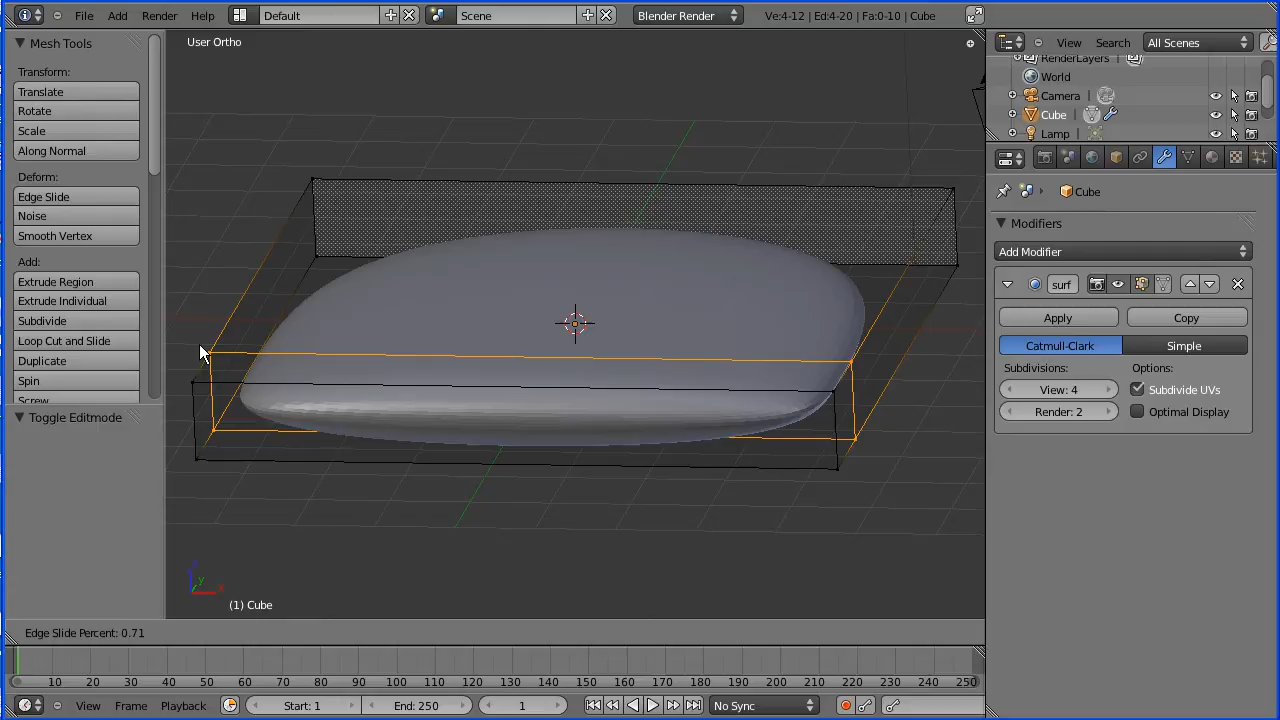 File Add Render Help Default Scene Blender Render Ve:4-12 | Ed:4-20 | Fa:0-10 | Cube
Mesh Tools
Transform:
Translate
Rotate
Scale
Along Normal
Deform:
Edge Slide
Noise
Smooth Vertex
Add:
Extrude Region
Extrude Individual
Subdivide
Loop Cut and Slide
Duplicate
Spin
Screw
Toggle Editmode
User Ortho
z
y
x
(1) Cube
View Search All Scenes
RenderLayers |
World
Camera |
Cube |
Lamp |
Cube
Modifiers
Add Modifier
surf
Apply Copy
Catmull-Clark Simple
Subdivisions: Options:
View: 4 Subdivide UVs
Render: 2 Optimal Display
Edge Slide Percent: 0.71
10 20 30 40 50 60 70 80 90 100 110 120 130 140 150 160 170 180 190 200 210 220 230 240 250
View Frame Playback Start: 1 End: 250 1 No Sync